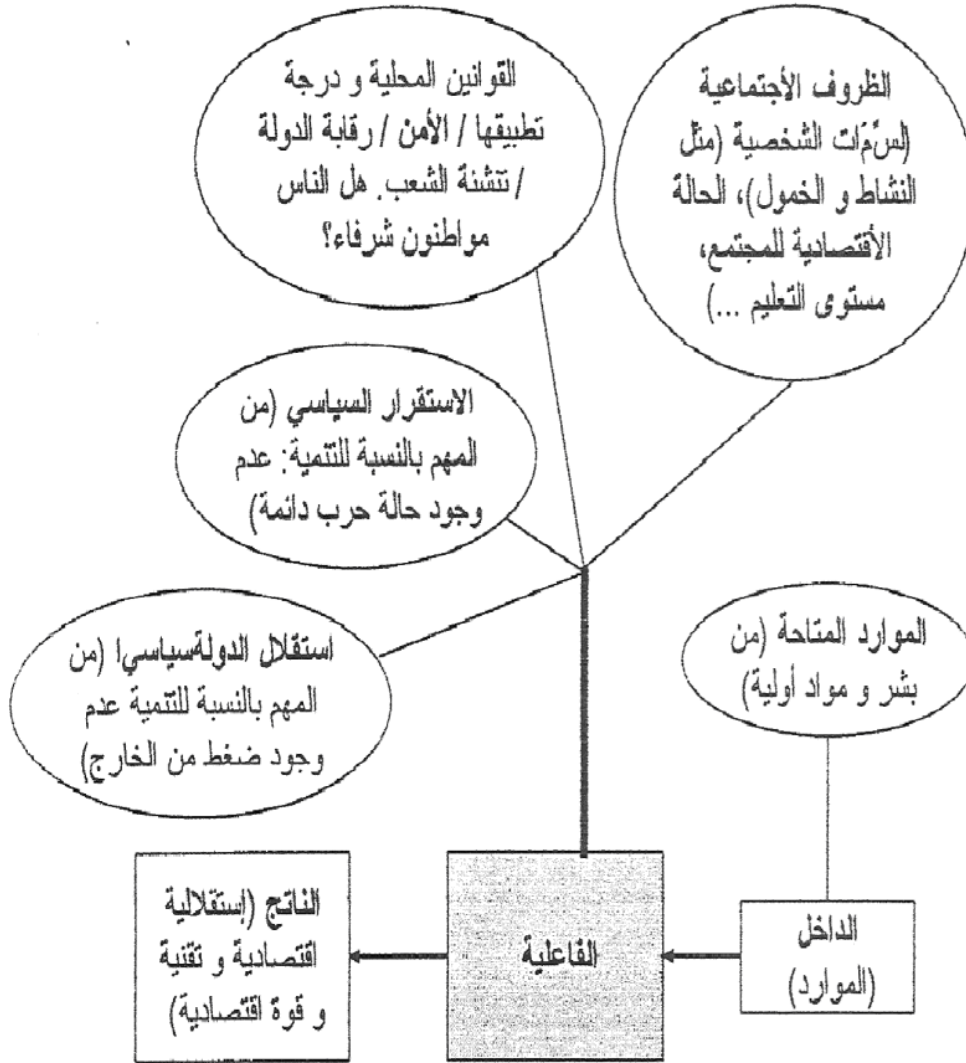 القوانين المحلية و درجة
تطبيقها / الأمن / رقابة الدولة
/ تنشئة الشعب. هل الناس
مواطنون شرفاء؟
الظروف الأجتماعية
(السِّمَات الشخصية (مثل
النشاط و الخمول)، الحالة
الأقتصادية للمجتمع،
مستوى التعليم ...)
الاستقرار السياسي (من
المهم بالنسبة للتنمية: عدم
وجود حالة حرب دائمة)
استقلال الدولةسياسيا (من
المهم بالنسبة للتنمية عدم
وجود ضغط من الخارج)
الموارد المتاحة (من
بشر و مواد أولية)
الداخل
(الموارد)
الفاعلية
الناتج (إستقلالية
اقتصادية و تقنية
و قوة اقتصادية)